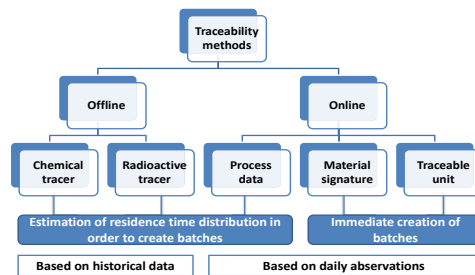 Traceability
methods
Offline
Online
Chemical
tracer
Radioactive
tracer
Process
data
Material
signature
Traceable
unit
Estimation of residence time distribution in
order to create batches
Immediate creation of
batches
Based on historical data
Based on daily abservations